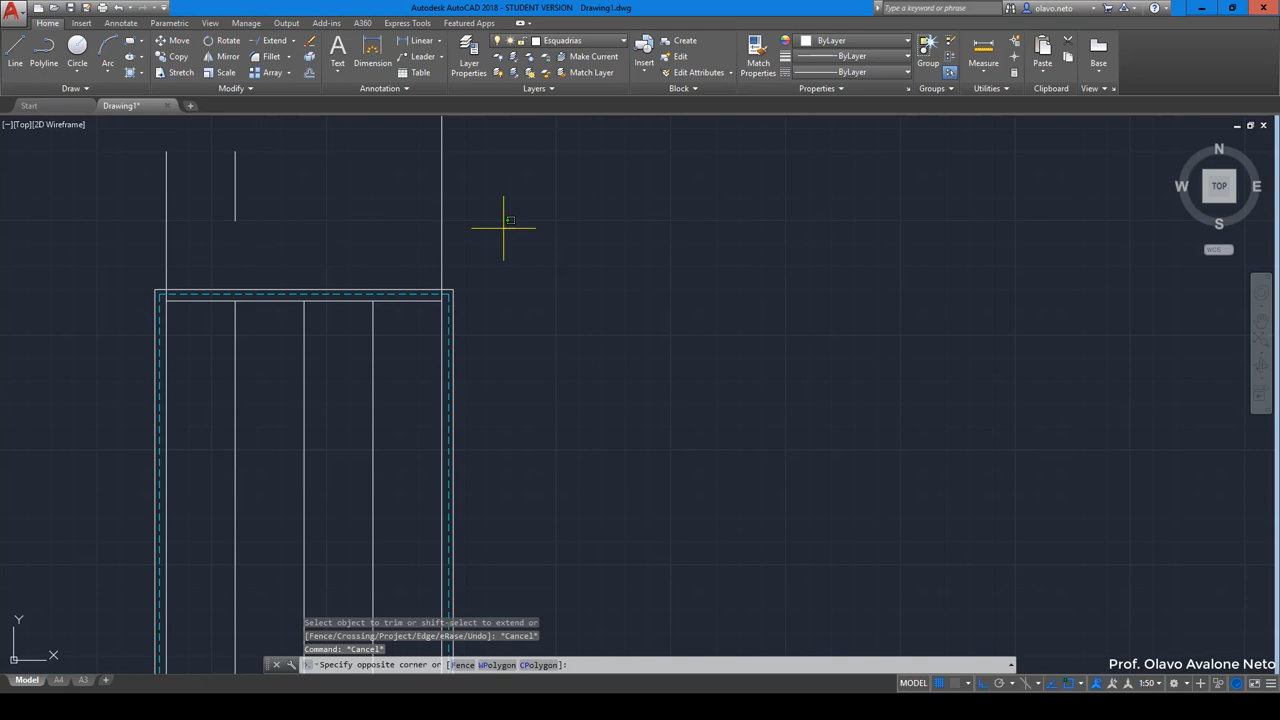 Autodesk AutoCAD 2018 - STUDENT VERSION Drawing1.dwg
Type a keyword or phrase
olavo.neto
Home Insert Annotate Parametric View Manage Output Add-ins A360 Express Tools Featured Apps
Line Polyline Circle Arc
Move Rotate Extend
Copy Mirror Fillet
Stretch Scale Array
Text Dimension
Linear
Leader
Table
Layer Properties
Esquadrias
Make Current
Match Layer
Insert
Create
Edit
Edit Attributes
Match Properties
ByLayer
ByLayer
ByLayer
Group Measure Paste Base
Draw Modify Annotation Layers Block Properties Groups Utilities Clipboard View
Start Drawing1*
[−][Top][2D Wireframe]
N
W TOP E
S
WCS
Select object to trim or shift-select to extend or
[Fence/Crossing/Project/Edge/eRase/Undo]: *Cancel*
Command: *Cancel*
Y
X
Specify opposite corner or [Fence WPolygon CPolygon]:
Prof. Olavo Avalone Neto
Model A4 A3
MODEL 1:50